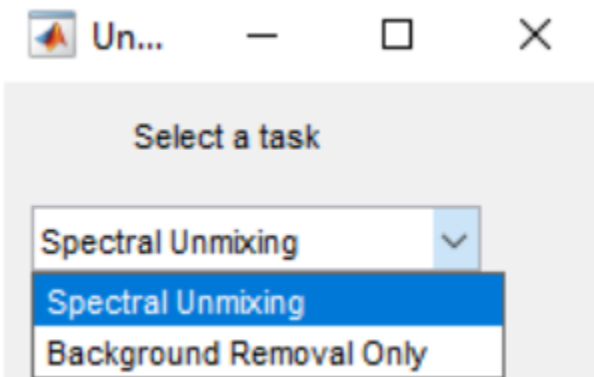 Un...
Select a task
Spectral Unmixing
Spectral Unmixing
Background Removal Only